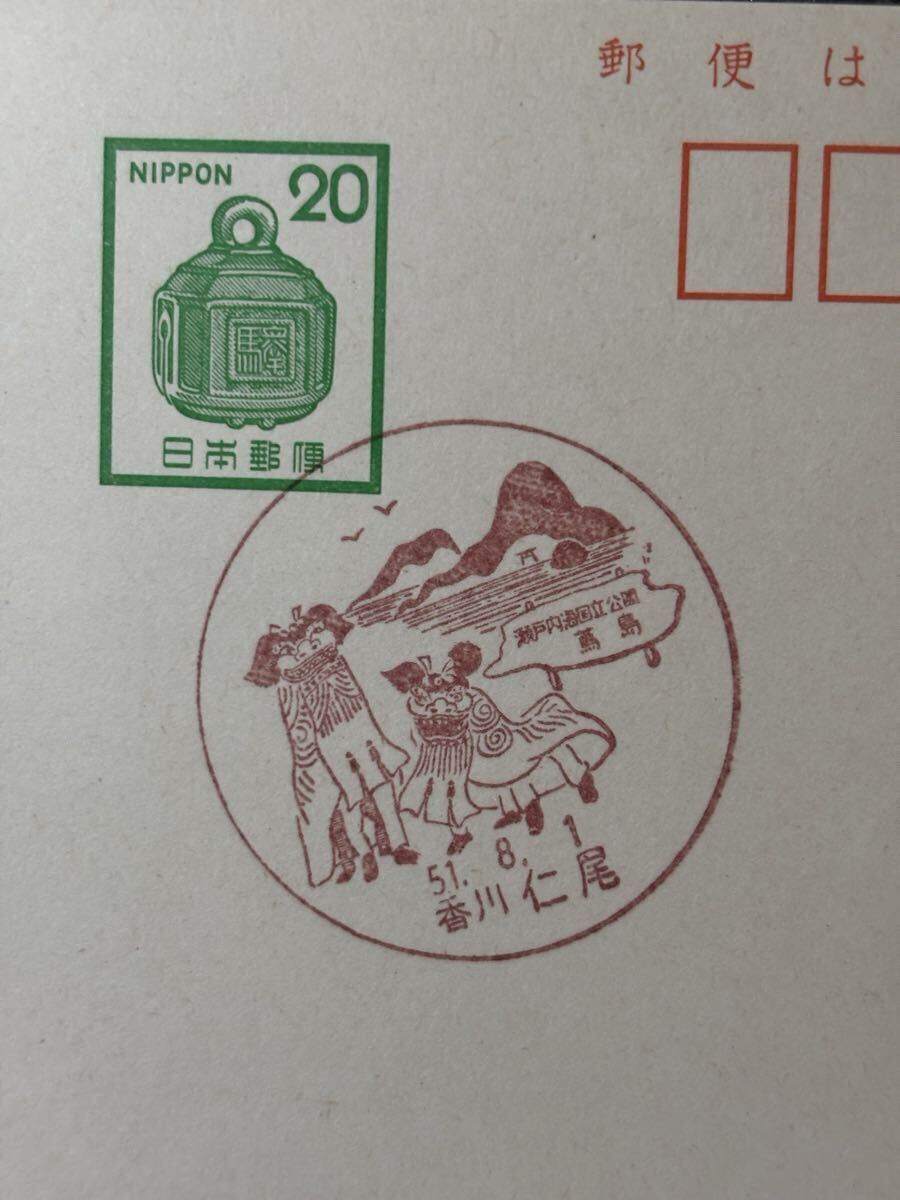 郵便は
NIPPON 20
日本郵便
瀬戸内海国立公園
蔦島
51. 8. 1
香川仁尾